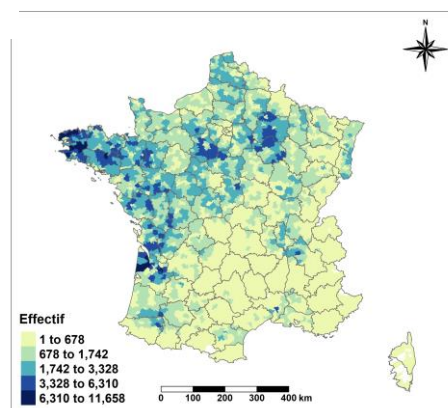 N
Effectif
1 to 678
678 to 1,742
1,742 to 3,328
3,328 to 6,310
6,310 to 11,658
0 100 200 300 400 km